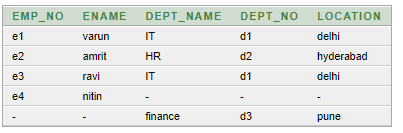 EMP_NO ENAME DEPT_NAME DEPT_NO LOCATION
e1 varun IT d1 delhi
e2 amrit HR d2 hyderabad
e3 ravi IT d1 delhi
e4 nitin - - -
- - finance d3 pune